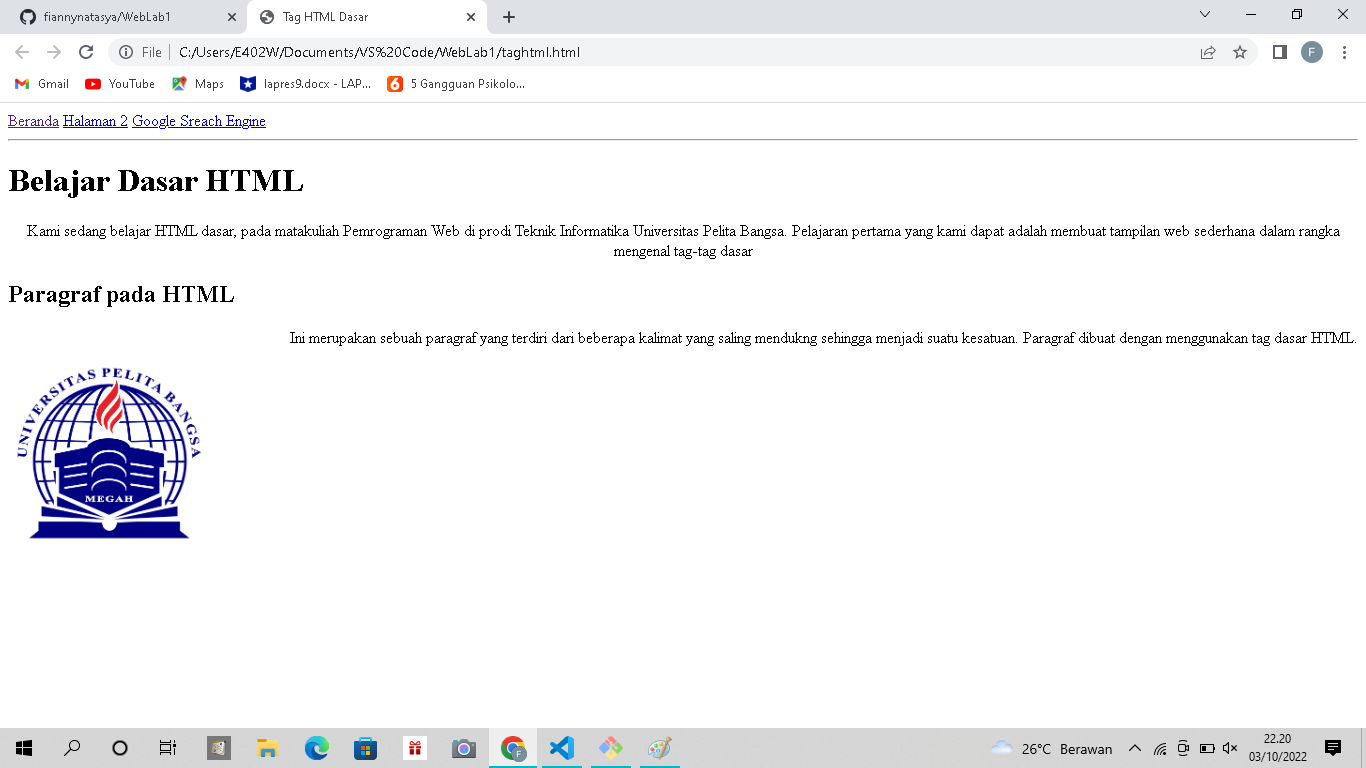 fiannynatasya/WebLab1
Tag HTML Dasar
File | C:/Users/E402W/Documents/VS%20Code/WebLab1/taghtml.html
F
Gmail YouTube Maps lapres9.docx - LAP... 5 Gangguan Psikolo...
Beranda Halaman 2 Google Sreach Engine
Belajar Dasar HTML
Kami sedang belajar HTML dasar, pada matakuliah Pemrograman Web di prodi Teknik Informatika Universitas Pelita Bangsa. Pelajaran pertama yang kami dapat adalah membuat tampilan web sederhana dalam rangka
mengenal tag-tag dasar
Paragraf pada HTML
Ini merupakan sebuah paragraf yang terdiri dari beberapa kalimat yang saling mendukng sehingga menjadi suatu kesatuan. Paragraf dibuat dengan menggunakan tag dasar HTML.
UNIVERSITAS PELITA BANGSA
MEGAH
F
26°C Berawan
22.20
03/10/2022